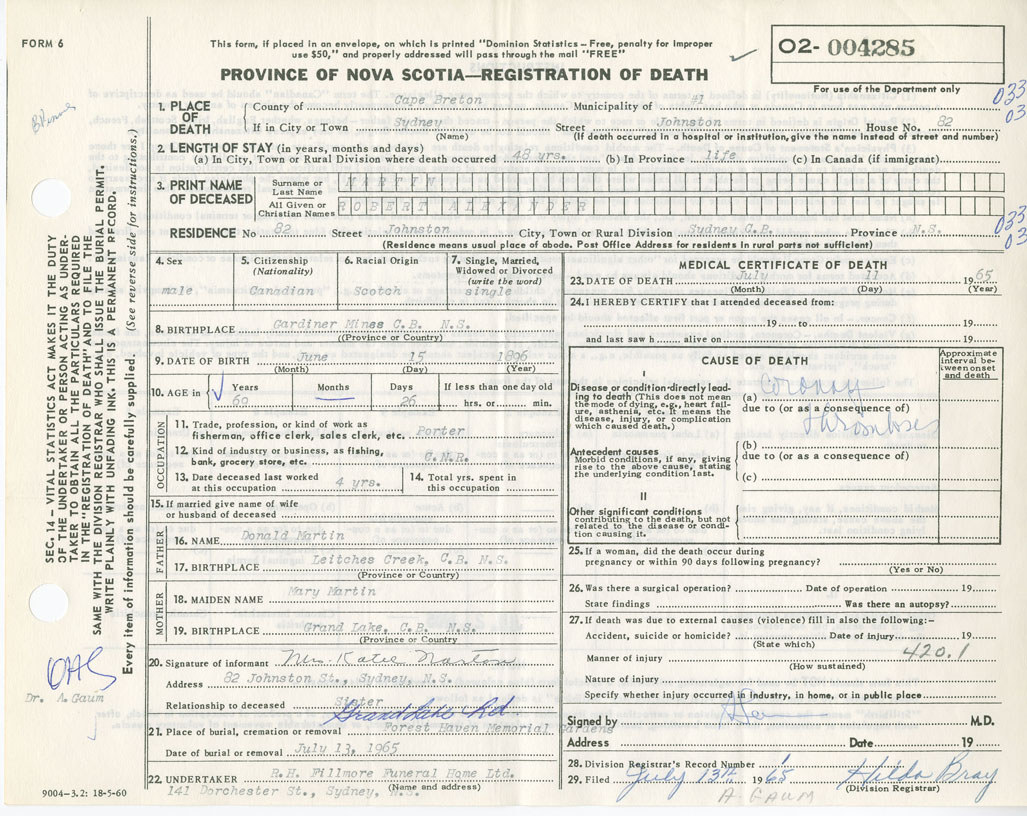 FORM 6
This form, if placed in an envelope, on which is printed "Dominion Statistics – Free, penalty for improper
use $50," and properly addressed will pass through the mail "FREE"
PROVINCE OF NOVA SCOTIA—REGISTRATION OF DEATH
02- 004285
For use of the Department only
033
03
1. PLACE OF DEATH
County of Cape Breton Municipality of #1
If in City or Town Sydney Street Johnston House No. 82
(Name) (If death occurred in a hospital or institution, give the name instead of street and number)
2. LENGTH OF STAY (in years, months and days)
(a) In City, Town or Rural Division where death occurred 48 yrs. (b) In Province life (c) In Canada (if immigrant)
3. PRINT NAME OF DECEASED
Surname or Last Name MARTIN
All Given or Christian Names ROBERT ALEXANDER
033
03
RESIDENCE No 82 Street Johnston City, Town or Rural Division Sydney C.B. Province N.S.
(Residence means usual place of abode. Post Office Address for residents in rural parts not sufficient)
4. Sex
male
5. Citizenship
(Nationality)
Canadian
6. Racial Origin
Scotch
7. Single, Married,
Widowed or Divorced
(write the word)
single
8. BIRTHPLACE Gardiner Mines C.B. N.S.
((Province or Country)
9. DATE OF BIRTH June 15 1896
(Month) (Day) (Year)
10. AGE in Years Months Days If less than one day old
69 26 hrs. or min.
OCCUPATION
11. Trade, profession, or kind of work as
fisherman, office clerk, sales clerk, etc. Porter
12. Kind of industry or business, as fishing,
bank, grocery store, etc. C.N.R.
13. Date deceased last worked
at this occupation 4 yrs.
14. Total yrs. spent in
this occupation
15. If married give name of wife
or husband of deceased
FATHER
16. NAME Donald Martin
17. BIRTHPLACE Leitches Creek, C.B. N.S.
(Province or Country)
MOTHER
18. MAIDEN NAME Mary Martin
19. BIRTHPLACE Grand Lake, C.B. N.S.
(Province or Country)
20. Signature of informant Mrs. Katie
Address 82 Johnston St., Sydney, N.S.
Relationship to deceased Sister
Grand Lake Rd
21. Place of burial, cremation or removal Forest Haven Memorial Gardens
Date of burial or removal July 13, 1965
22. UNDERTAKER R.H. Fillmore Funeral Home Ltd.
(Name and address)
141 Dorchester St., Sydney, N.S.
9004–3.2: 18-5-60
MEDICAL CERTIFICATE OF DEATH
23. DATE OF DEATH July 11 1965
(Month) (Day) (Year)
24. I HEREBY CERTIFY that I attended deceased from:
19 to 19
and last saw h alive on 19
CAUSE OF DEATH
Approximate
interval be-
tween onset
and death
I
Disease or condition directly lead-
ing to death (This does not mean
the mode of dying, e.g., heart fail-
ure, asthenia, etc. It means the
disease, injury, or complication
which caused death.)
(a) Coronary
due to (or as a consequence of)
Thrombosis
Antecedent causes
Morbid conditions, if any, giving
rise to the above cause, stating
the underlying condition last.
(b)
due to (or as a consequence of)
(c)
II
Other significant conditions
contributing to the death, but not
related to the disease or condi-
tion causing it.
25. If a woman, did the death occur during
pregnancy or within 90 days following pregnancy?
(Yes or No)
26. Was there a surgical operation? Date of operation 19
State findings Was there an autopsy?
27. If death was due to external causes (violence) fill in also the following:–
Accident, suicide or homicide? Date of injury 19
(State which)
420.1
Manner of injury
(How sustained)
Nature of injury
Specify whether injury occurred in industry, in home, or in public place
Signed by M.D.
Address Date 19
28. Division Registrar's Record Number 1
29. Filed July 13th 1965 Hilda Bray
(Division Registrar)
A GAUM
SEC. 14 – VITAL STATISTICS ACT MAKES IT THE DUTY
OF THE UNDERTAKER OR PERSON ACTING AS UNDER-
TAKER TO OBTAIN ALL THE PARTICULARS REQUIRED
IN THE "REGISTRATION OF DEATH" AND TO FILE THE
SAME WITH THE DIVISION REGISTRAR WHO SHALL ISSUE THE BURIAL PERMIT.
WRITE PLAINLY WITH UNFADING INK. THIS IS A PERMANENT RECORD.
Every item of information should be carefully supplied. (See reverse side for instructions.)
Dr. A. Gaum